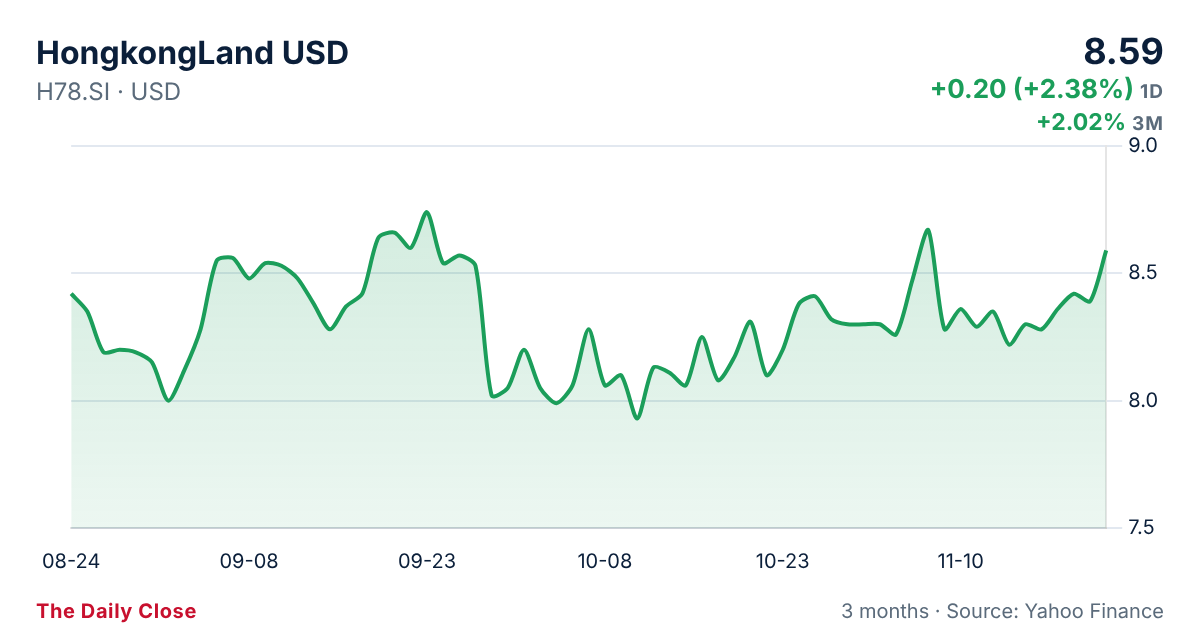 HongkongLand USD
8.59
H78.SI · USD
+0.20 (+2.38%) 1D
+2.02% 3M
9.0
8.5
8.0
7.5
08-24 09-08 09-23 10-08 10-23 11-10
The Daily Close
3 months · Source: Yahoo Finance